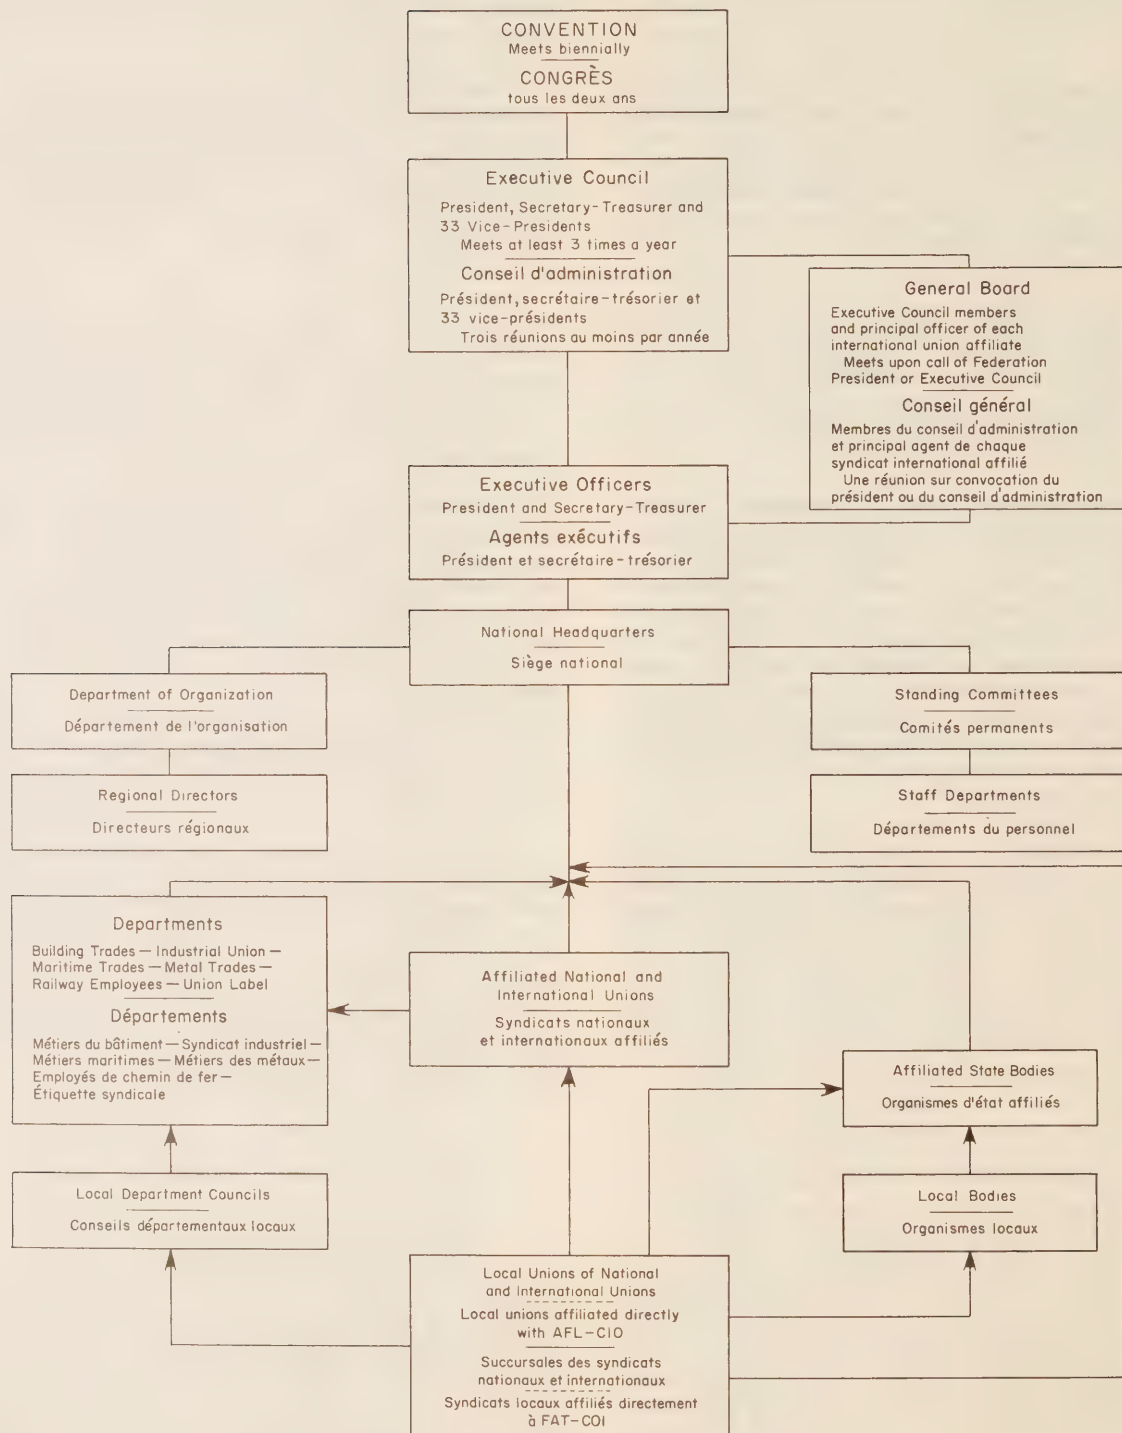 CONVENTION
Meets biennially
CONGRÈS
tous les deux ans
Executive Council
President, Secretary-Treasurer and
33 Vice-Presidents
Meets at least 3 times a year
Conseil d'administration
Président, secrétaire-trésorier et
33 vice-présidents
Trois réunions au moins par année
General Board
Executive Council members
and principal officer of each
international union affiliate
Meets upon call of Federation
President or Executive Council
Conseil général
Membres du conseil d'administration
et principal agent de chaque
syndicat international affilié
Une réunion sur convocation du
président ou du conseil d'administration
Executive Officers
President and Secretary-Treasurer
Agents exécutifs
Président et secrétaire-trésorier
National Headquarters
Siège national
Department of Organization
Département de l'organisation
Standing Committees
Comités permanents
Regional Directors
Directeurs régionaux
Staff Departments
Départements du personnel
Departments
Building Trades — Industrial Union —
Maritime Trades — Metal Trades —
Railway Employees — Union Label
Départements
Métiers du bâtiment — Syndicat industriel —
Métiers maritimes — Métiers des métaux —
Employés de chemin de fer —
Étiquette syndicale
Affiliated National and
International Unions
Syndicats nationaux
et internationaux affiliés
Affiliated State Bodies
Organismes d'état affiliés
Local Department Councils
Conseils départementaux locaux
Local Bodies
Organismes locaux
Local Unions of National
and International Unions
Local unions affiliated directly
with AFL-CIO
Succursales des syndicats
nationaux et internationaux
Syndicats locaux affiliés directement
à FAT-COI